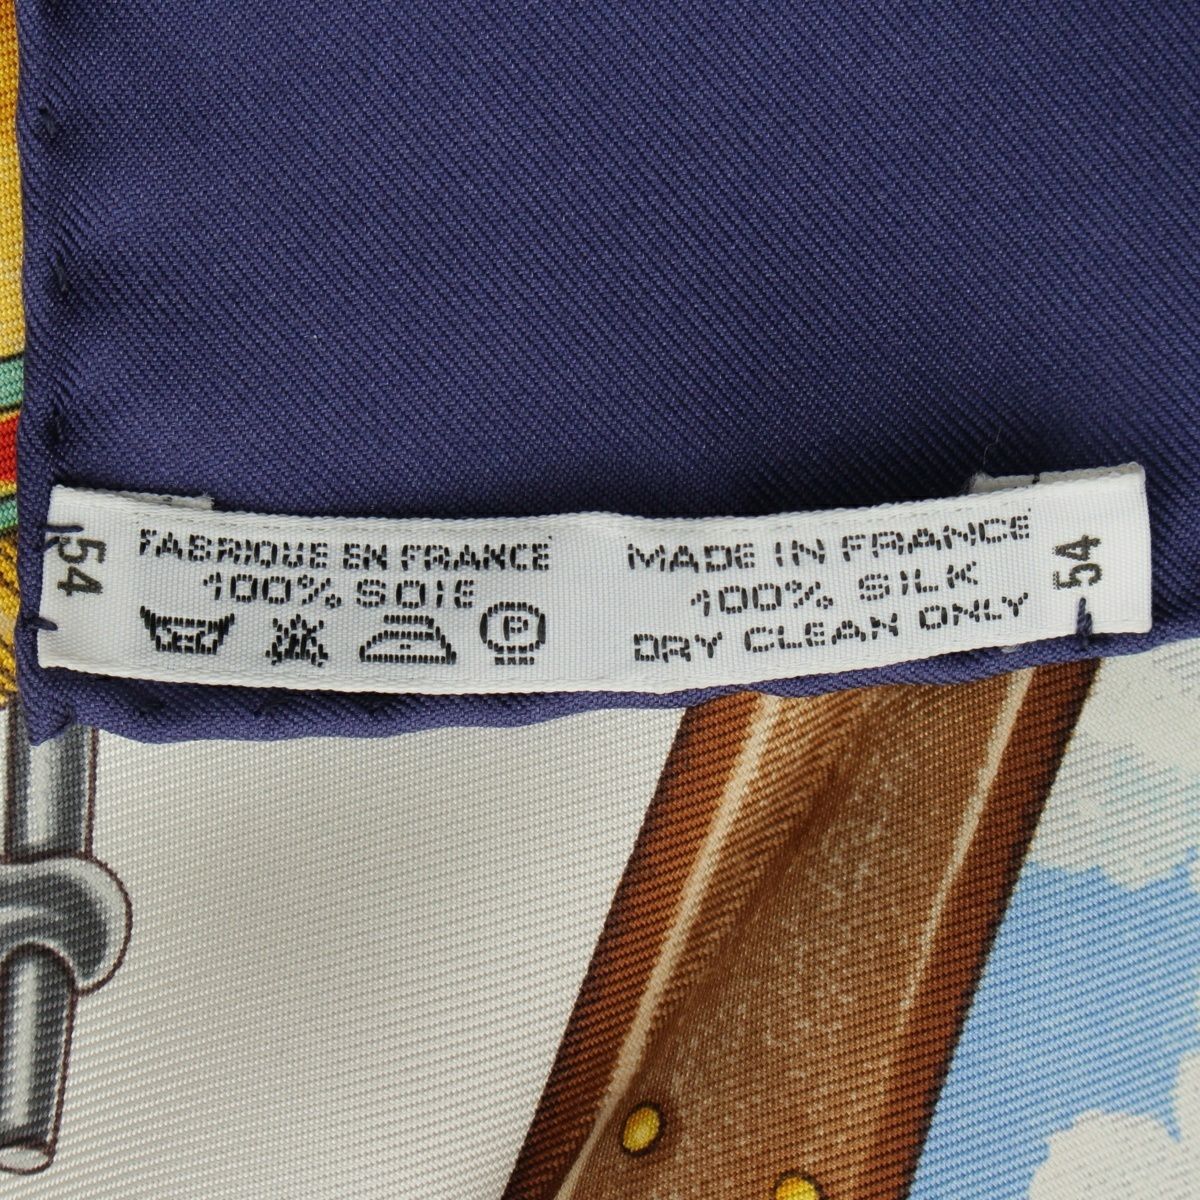 54
FABRIQUE EN FRANCE
100% SOIE
P
MADE IN FRANCE
100% SILK
DRY CLEAN ONLY
54